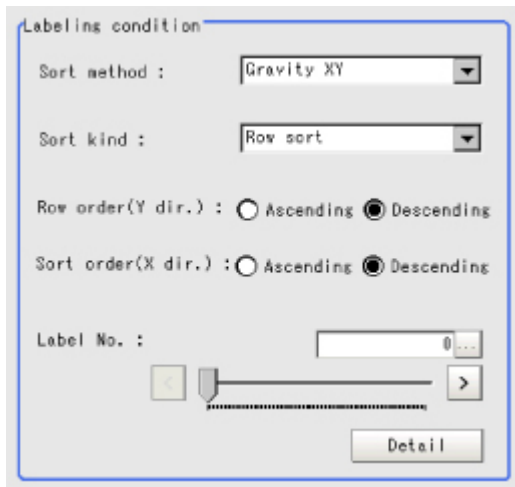 Labeling condition
Sort method : Gravity XY
Sort kind : Row sort
Row order(Y dir.) : Ascending Descending
Sort order(X dir.) : Ascending Descending
Label No. : 0 ...
< >
Detail